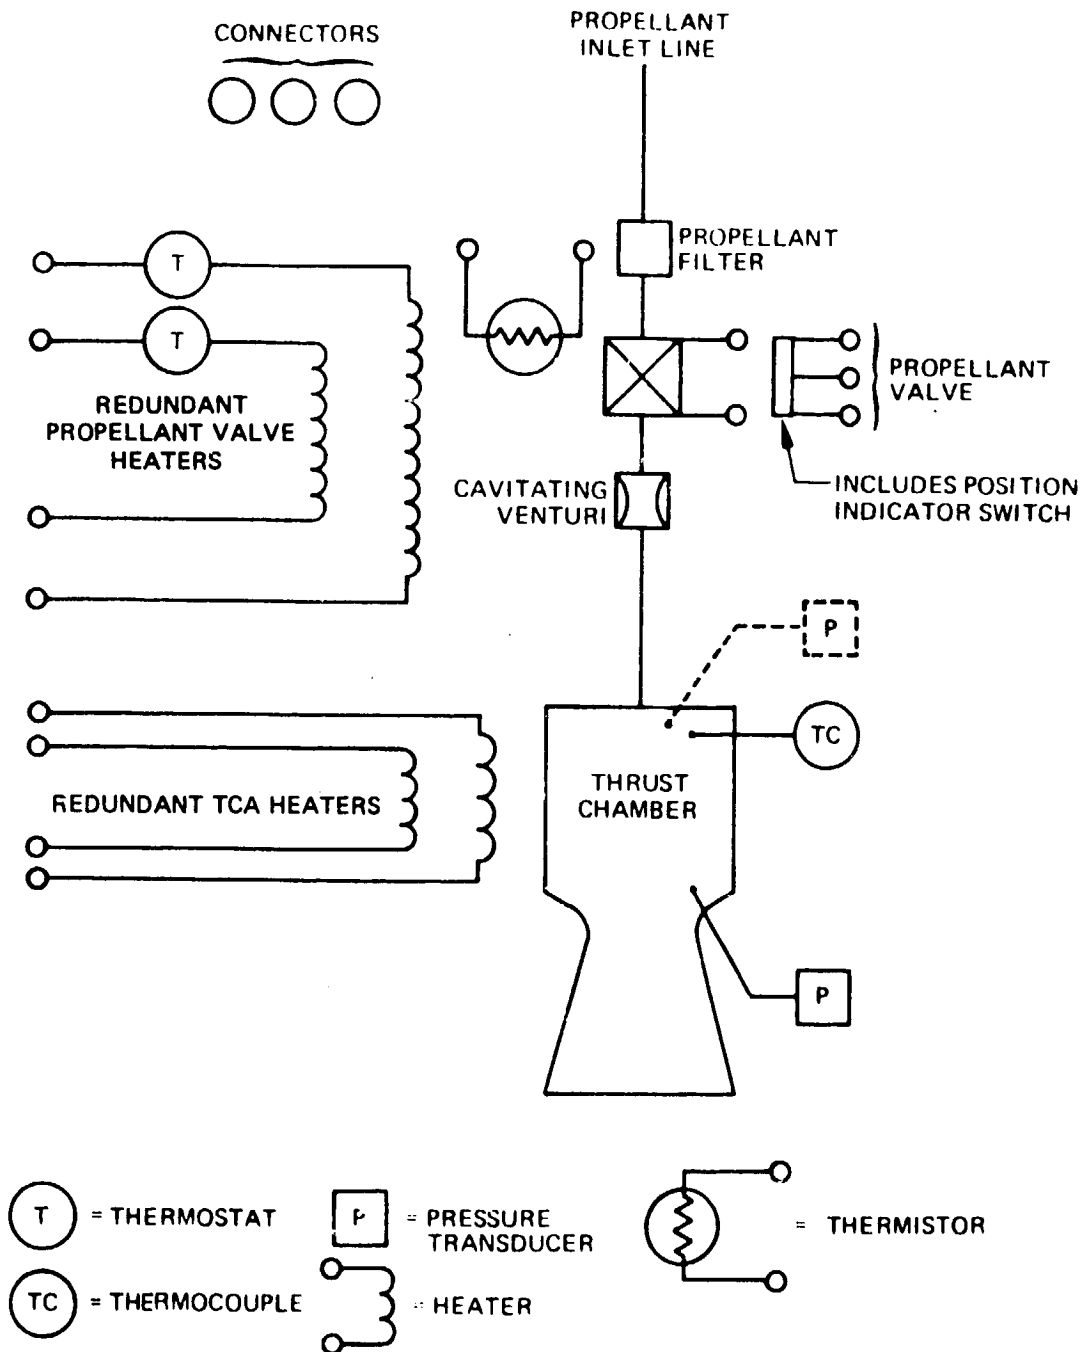 CONNECTORS
PROPELLANT
INLET LINE
PROPELLANT
FILTER
T
T
REDUNDANT
PROPELLANT VALVE
HEATERS
PROPELLANT
VALVE
CAVITATING
VENTURI
INCLUDES POSITION
INDICATOR SWITCH
P
TC
THRUST
CHAMBER
REDUNDANT TCA HEATERS
P
T = THERMOSTAT
P = PRESSURE
TRANSDUCER
= THERMISTOR
TC = THERMOCOUPLE
= HEATER